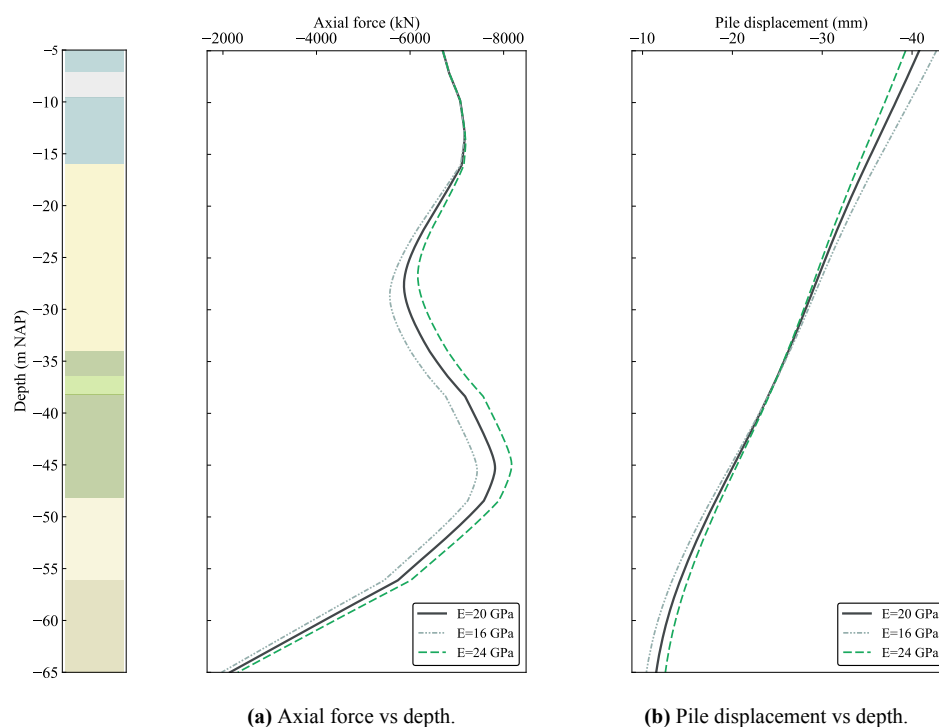 Axial force (kN)
−2000 −4000 −6000 −8000
Pile displacement (mm)
−10 −20 −30 −40
Depth (m NAP)
−5
−10
−15
−20
−25
−30
−35
−40
−45
−50
−55
−60
−65
E=20 GPa
E=16 GPa
E=24 GPa
E=20 GPa
E=16 GPa
E=24 GPa
(a) Axial force vs depth.
(b) Pile displacement vs depth.